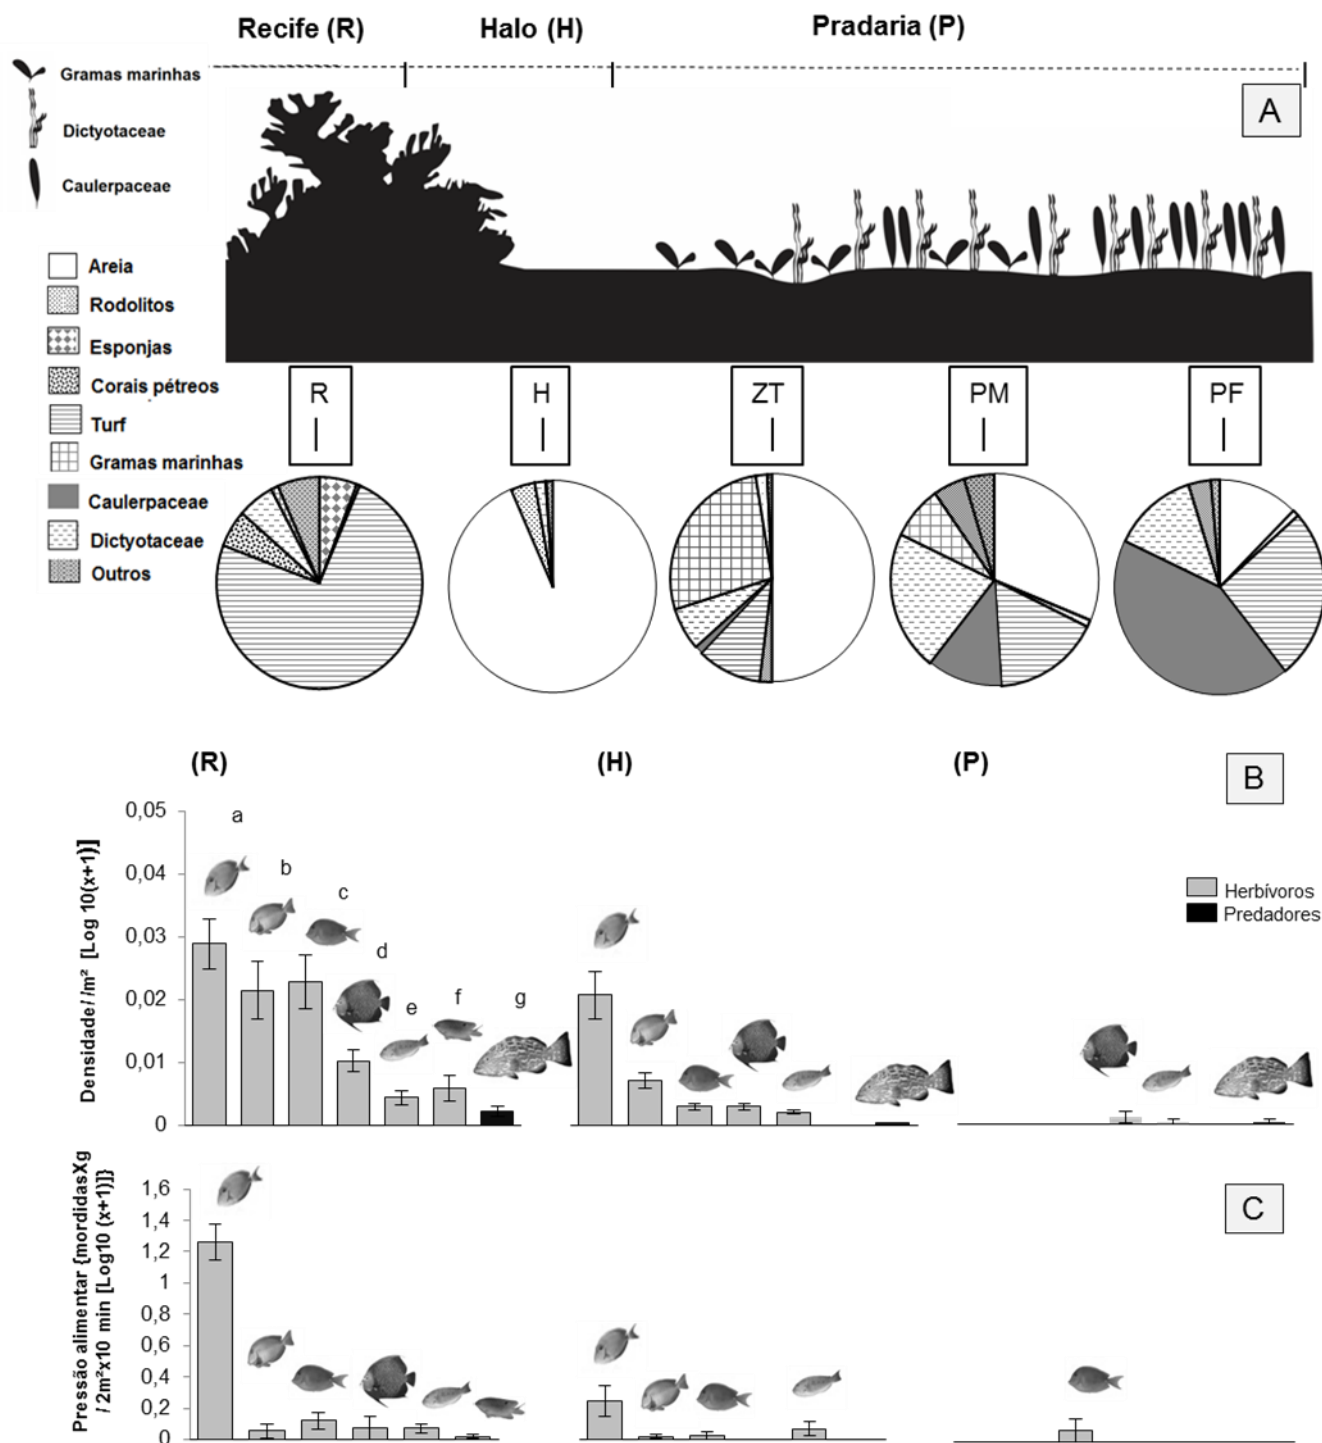 Recife (R) Halo (H) Pradaria (P)
Gramas marinhas
A
Dictyotaceae
Caulerpaceae
Areia
Rodolitos
Esponjas
Corais pétreos
Turf
Gramas marinhas
Caulerpaceae
Dictyotaceae
Outros
R H ZT PM PF
(R) (H) (P)
B
Densidade/ /m² [Log 10(x+1)]
0,05
0,04
0,03
0,02
0,01
0
a
b
c
d
e
f
g
Herbívoros
Predadores
C
Pressão alimentar {mordidasXg
/ 2m²x10 min [Log10 (x+1)]}
1,6
1,4
1,2
1
0,8
0,6
0,4
0,2
0